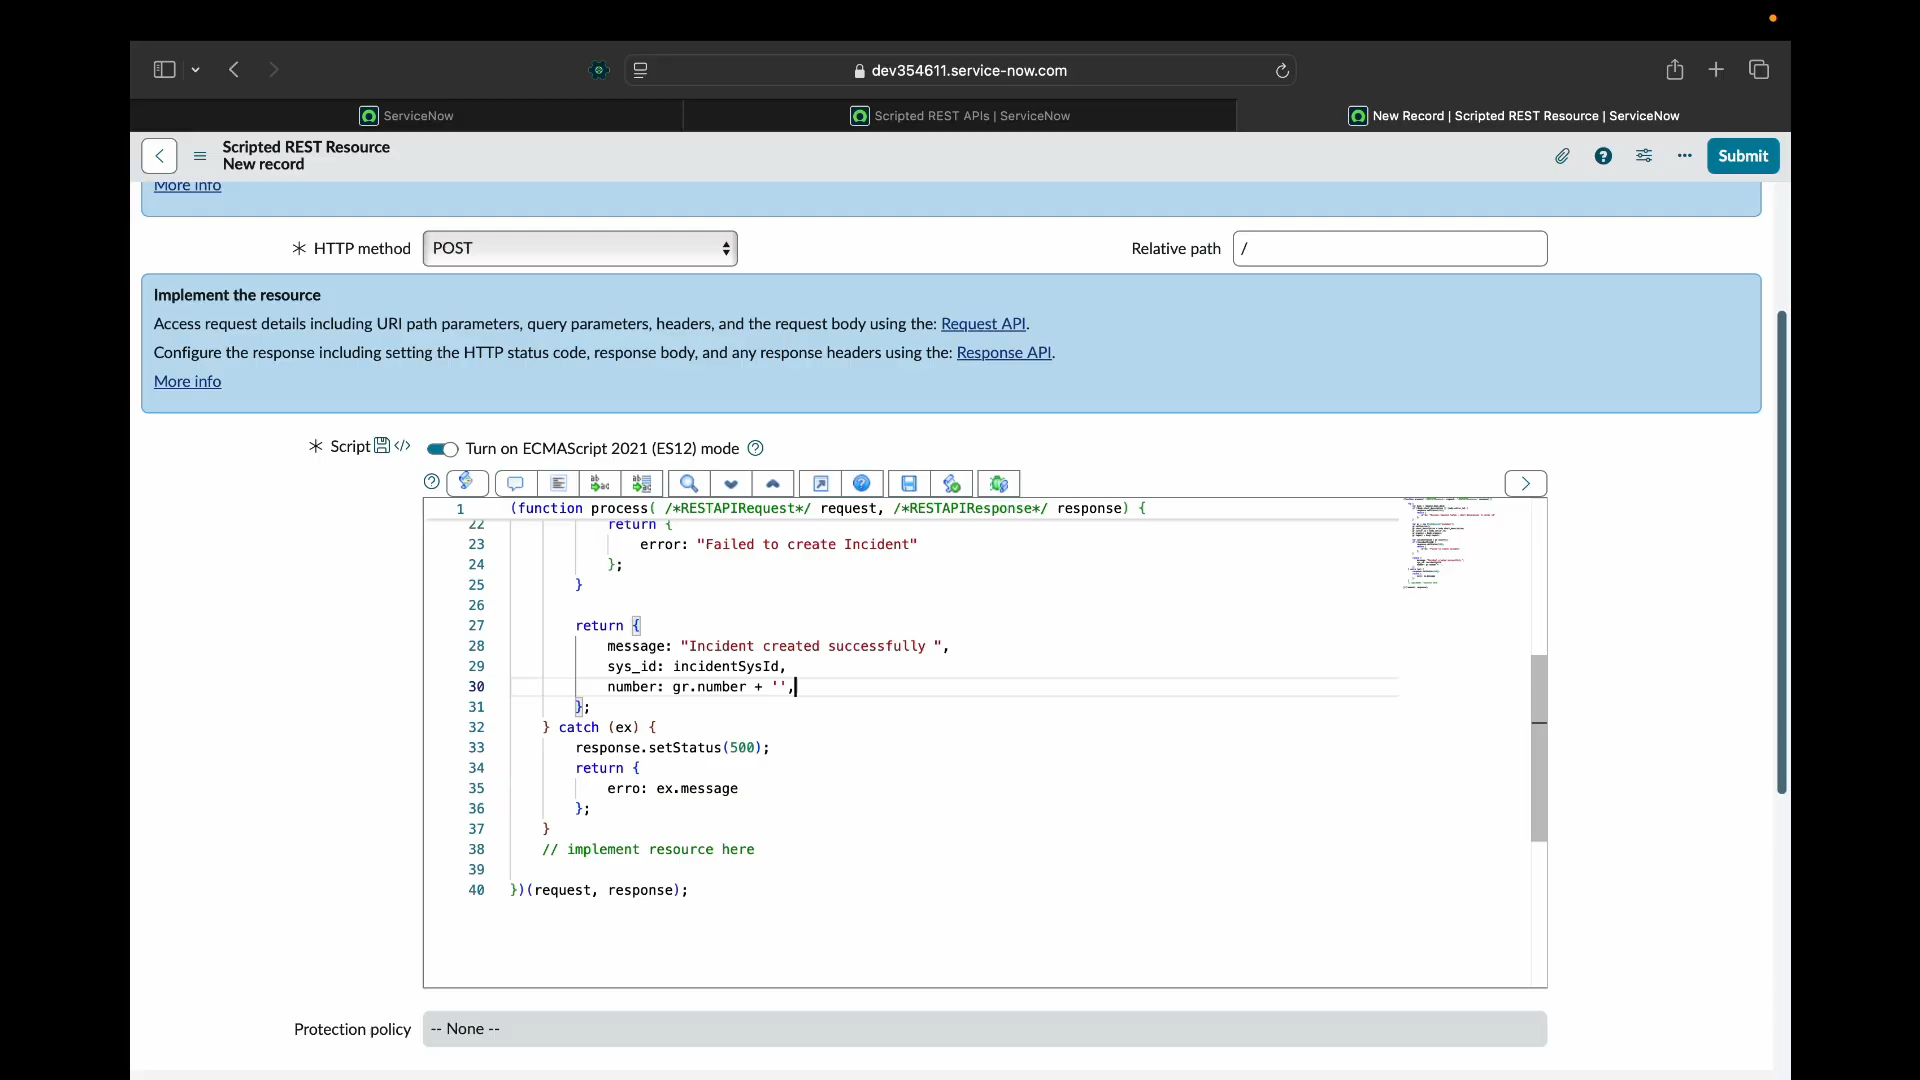 dev354611.service-now.com
ServiceNow
Scripted REST APIs | ServiceNow
New Record | Scripted REST Resource | ServiceNow
Scripted REST Resource
New record
Submit
More info
HTTP method
POST
Relative path
/
Implement the resource
Access request details including URI path parameters, query parameters, headers, and the request body using the: Request API.
Configure the response including setting the HTTP status code, response body, and any response headers using the: Response API.
More info
Script
Turn on ECMAScript 2021 (ES12) mode
1 (function process( /*RESTAPIRequest*/ request, /*RESTAPIResponse*/ response) {
22 return {
23 error: "Failed to create Incident"
24 };
25 }
26
27 return {
28 message: "Incident created successfully ",
29 sys_id: incidentSysId,
30 number: gr.number + '',
31 };
32 } catch (ex) {
33 response.setStatus(500);
34 return {
35 erro: ex.message
36 };
37 }
38 // implement resource here
39
40 })(request, response);
Protection policy
-- None --